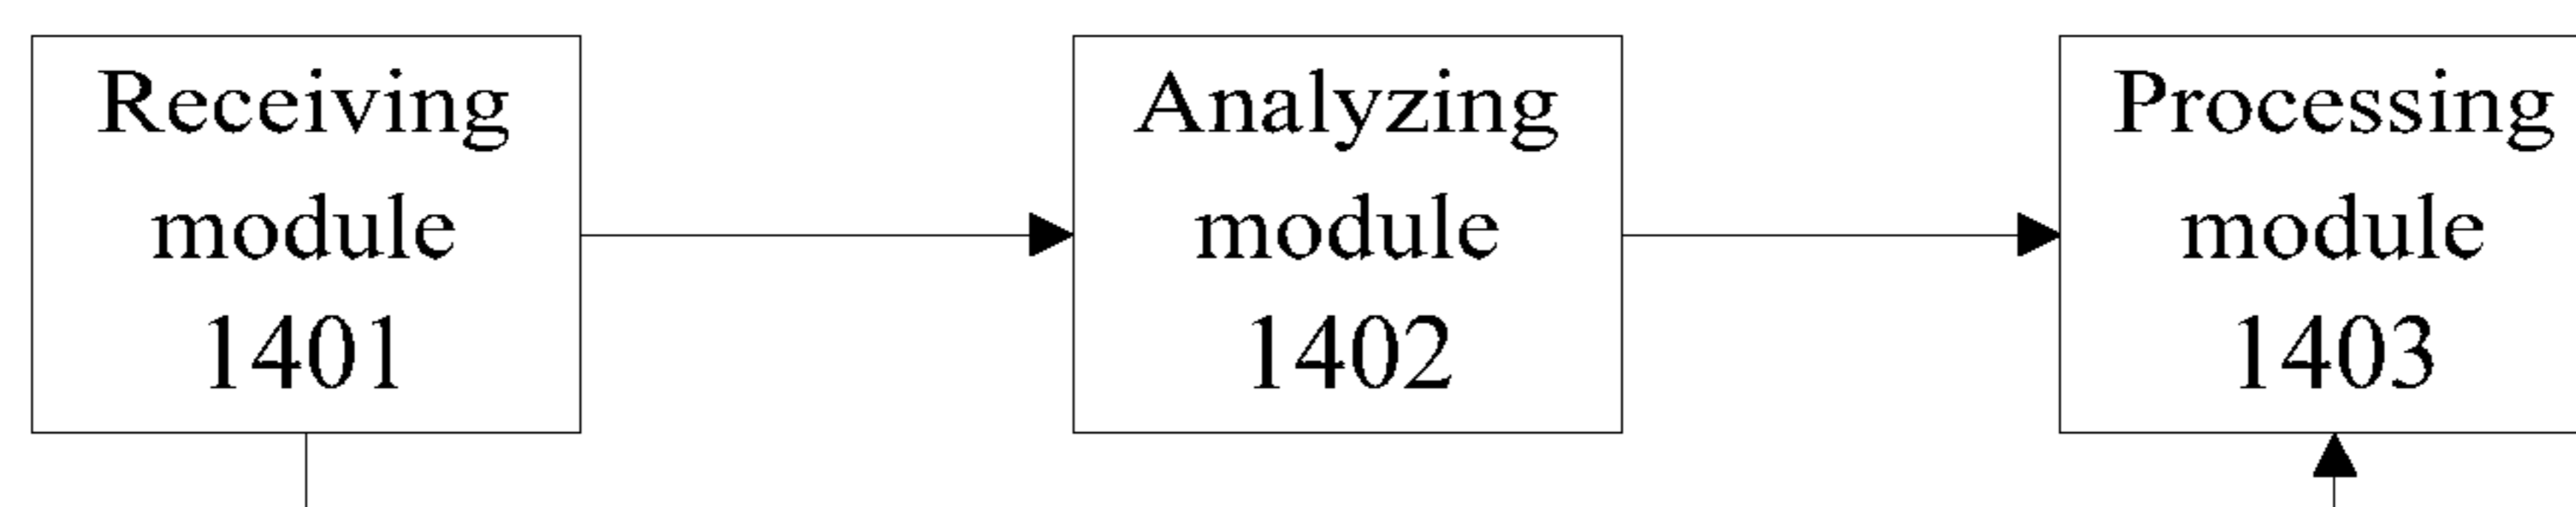 Receiving
module
1401
Analyzing
module
1402
Processing
module
1403